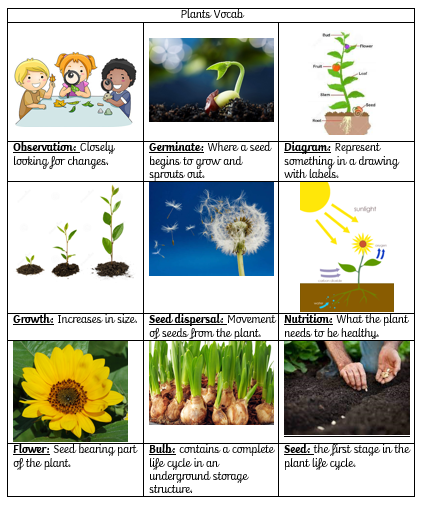 Plants Vocab
Bud
Flower
Fruit
Leaf
Stem
Seed
Root
Observation: Closely
looking for changes.
Germinate: Where a seed
begins to grow and
sprouts out.
Diagram: Represent
something in a drawing
with labels.
sunlight
Growth: Increases in size.
Seed dispersal: Movement
of seeds from the plant.
Nutrition: What the plant
needs to be healthy.
Flower: Seed bearing part
of the plant.
Bulb: contains a complete
life cycle in an
underground storage
structure.
Seed: the first stage in the
plant life cycle.